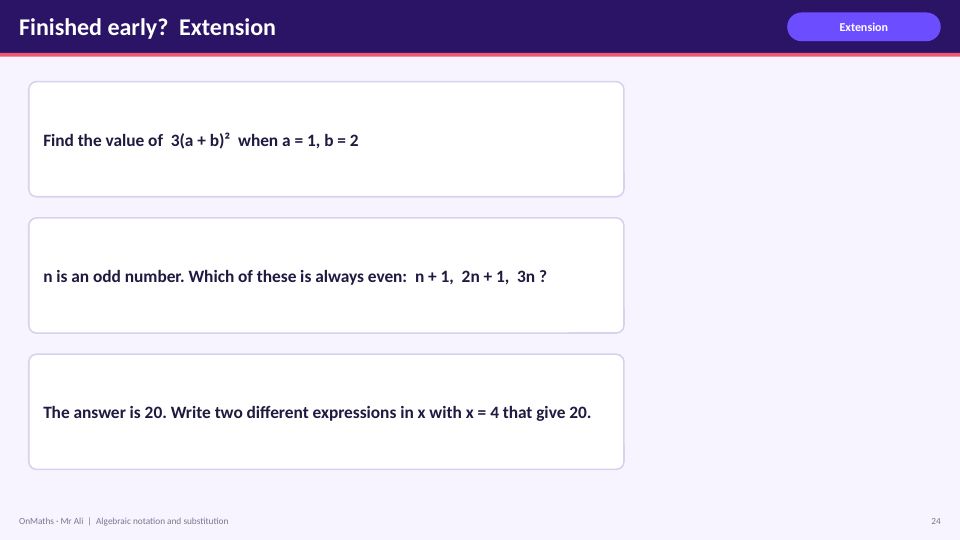 Finished early?  Extension
Extension
Find the value of  3(a + b)²  when a = 1, b = 2
n is an odd number. Which of these is always even:  n + 1,  2n + 1,  3n ?
The answer is 20. Write two different expressions in x with x = 4 that give 20.
OnMaths · Mr Ali  |  Algebraic notation and substitution
24